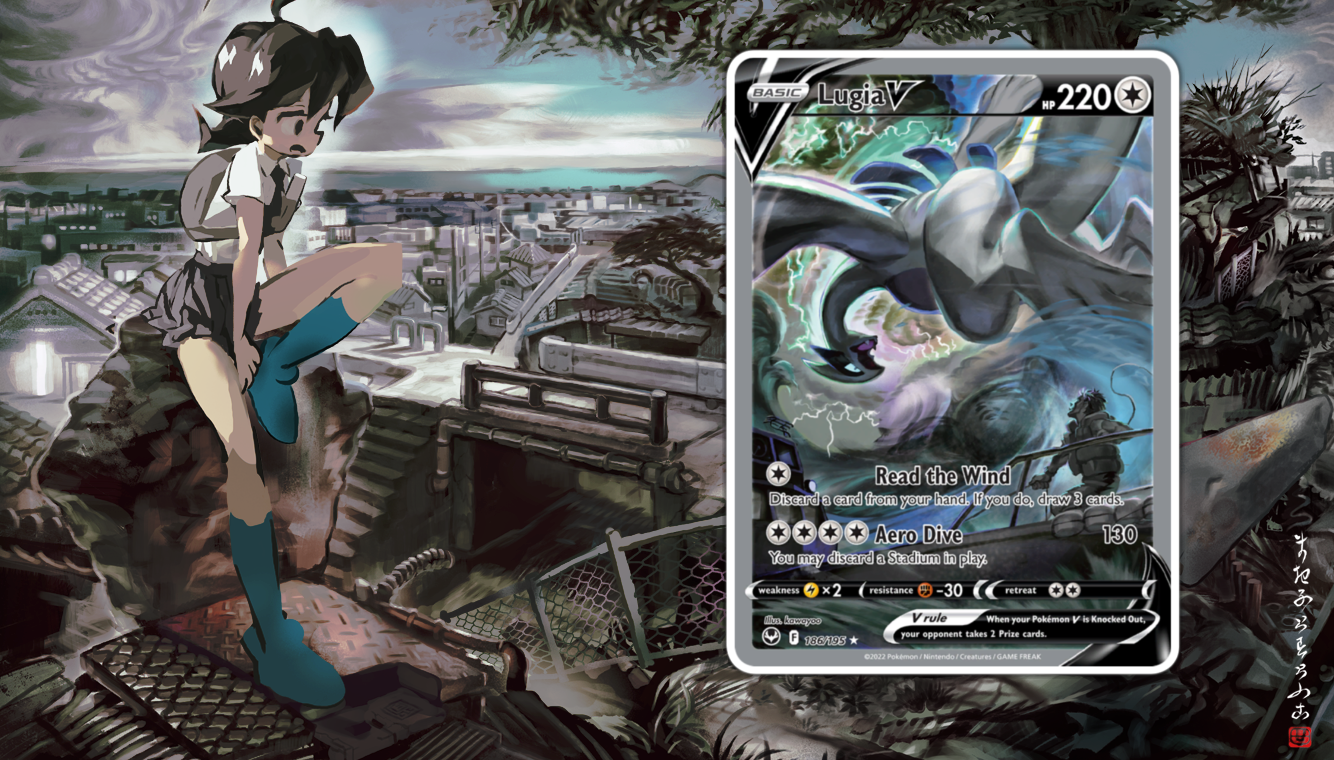 BASIC
Lugia V
HP 220
Read the Wind
Discard a card from your hand. If you do, draw 3 cards.
Aero Dive 130
You may discard a Stadium in play.
weakness ×2 resistance -30 retreat
V rule When your Pokémon V is Knocked Out,
your opponent takes 2 Prize cards.
Illus. kawayoo
F 186/195
©2022 Pokémon / Nintendo / Creatures / GAME FREAK